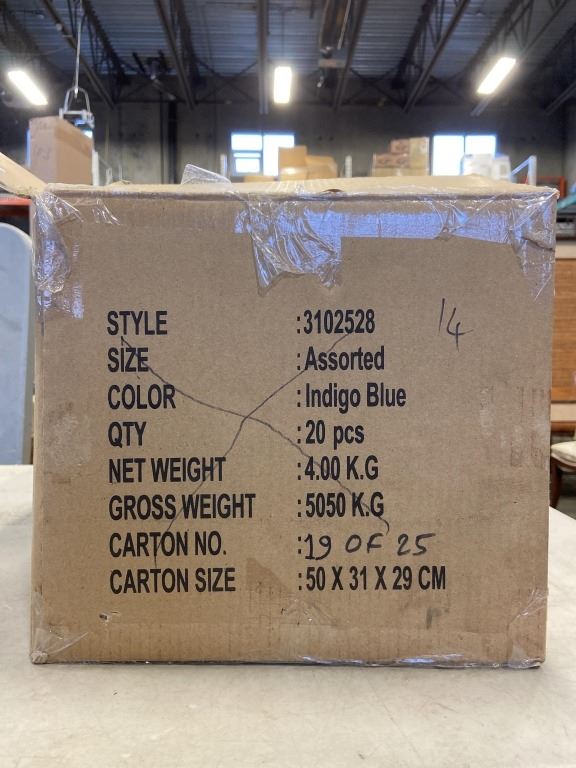 STYLE :3102528 14
SIZE :Assorted
COLOR :Indigo Blue
QTY :20 pcs
NET WEIGHT :4.00 K.G
GROSS WEIGHT :5050 K.G
CARTON NO. :19 OF 25
CARTON SIZE :50 X 31 X 29 CM